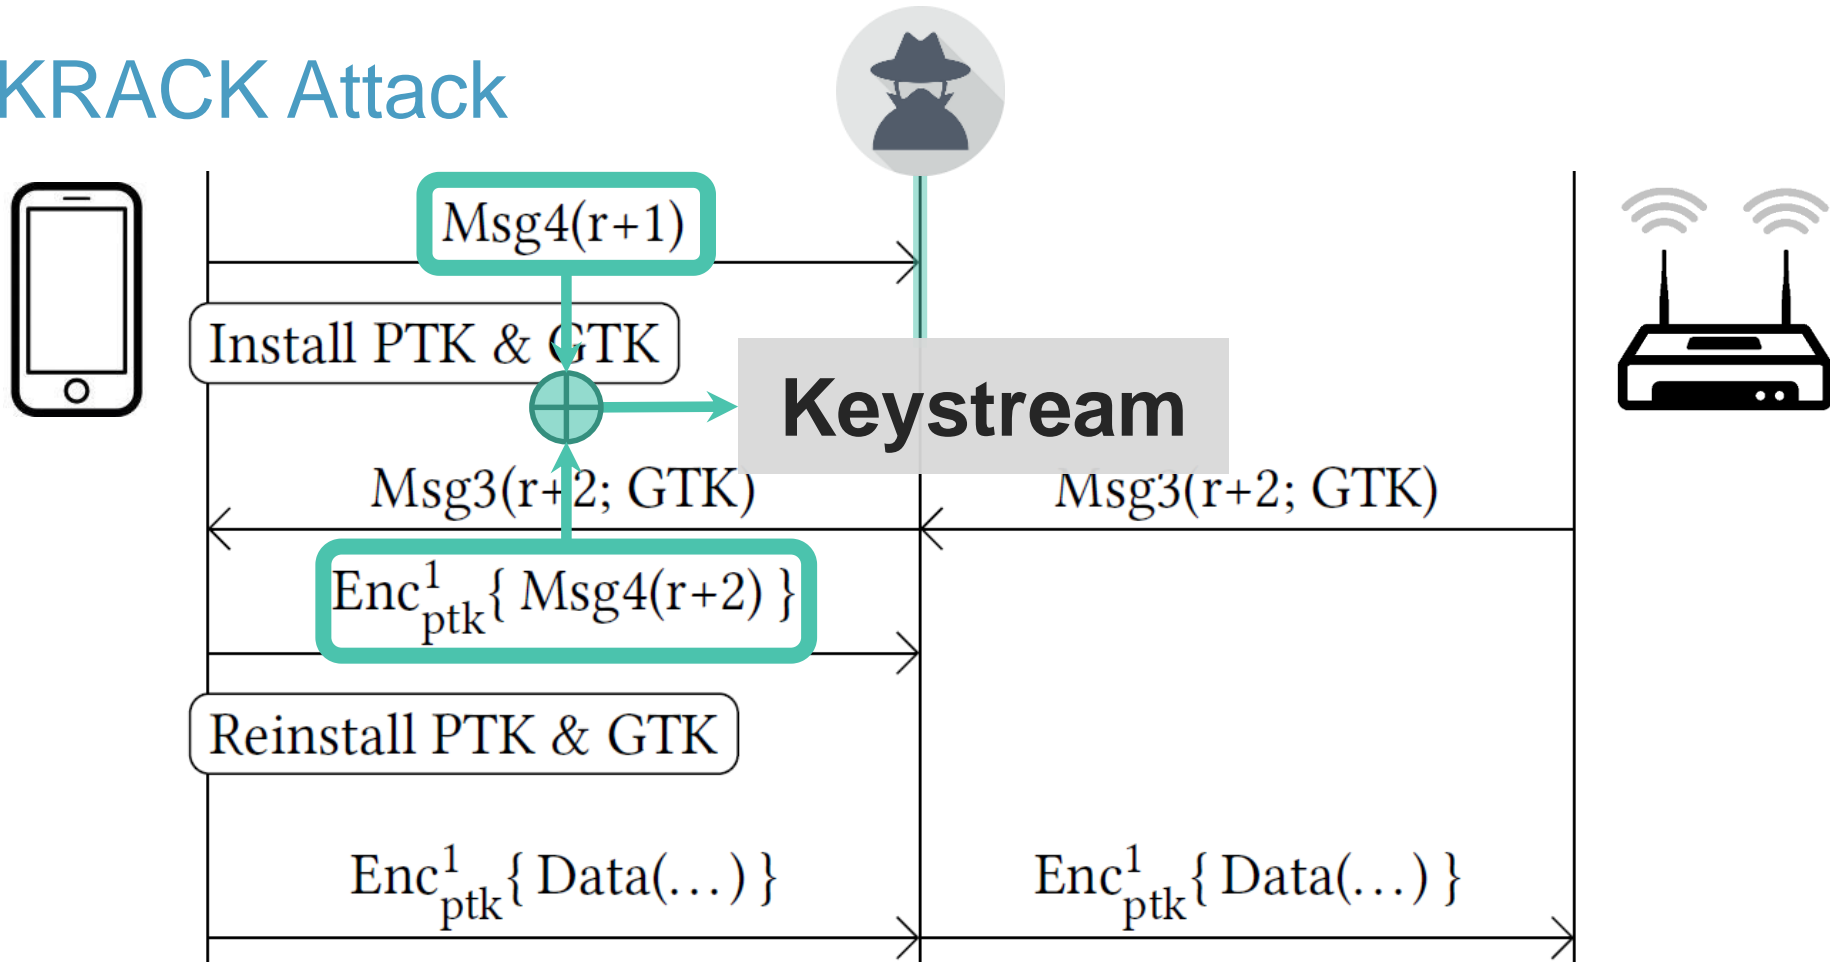 KRACK Attack
Msg4(r+1)
Install PTK & GTK
Keystream
Msg3(r+2; GTK)
Msg3(r+2; GTK)
Enc¹ptk{ Msg4(r+2) }
Reinstall PTK & GTK
Enc¹ptk{ Data(...) }
Enc¹ptk{ Data(...) }